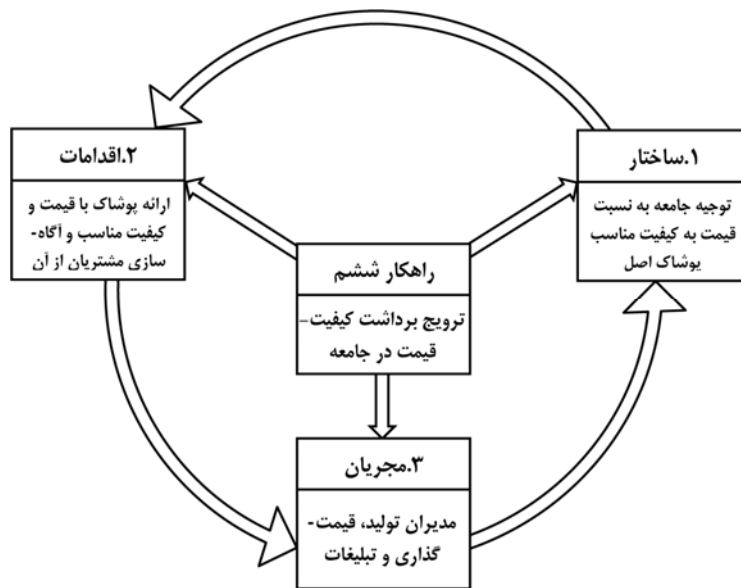 ۱.ساختار
توجیه جامعه به نسبت
قیمت به کیفیت مناسب
پوشاک اصل
۲.اقدامات
ارائه پوشاک با قیمت و
کیفیت مناسب و آگاه-
سازی مشتریان از آن
راهکار ششم
ترویج برداشت کیفیت–
قیمت در جامعه
۳.مجریان
مدیران تولید، قیمت-
گذاری و تبلیغات